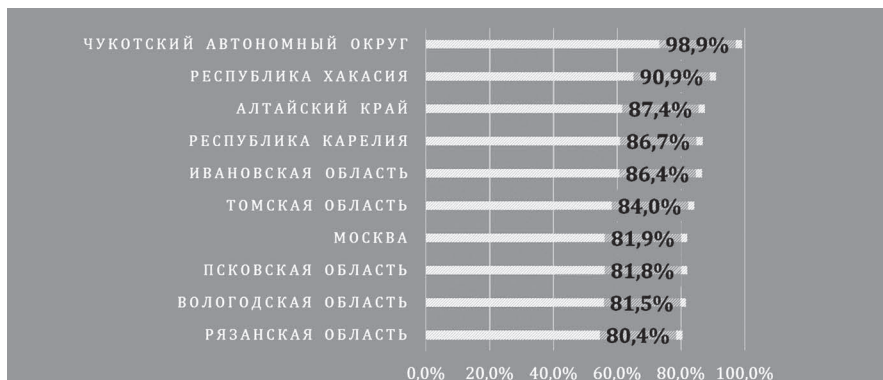 ЧУКОТСКИЙ АВТОНОМНЫЙ ОКРУГ 98,9%
РЕСПУБЛИКА ХАКАСИЯ 90,9%
АЛТАЙСКИЙ КРАЙ 87,4%
РЕСПУБЛИКА КАРЕЛИЯ 86,7%
ИВАНОВСКАЯ ОБЛАСТЬ 86,4%
ТОМСКАЯ ОБЛАСТЬ 84,0%
МОСКВА 81,9%
ПСКОВСКАЯ ОБЛАСТЬ 81,8%
ВОЛОГОДСКАЯ ОБЛАСТЬ 81,5%
РЯЗАНСКАЯ ОБЛАСТЬ 80,4%
0,0% 20,0% 40,0% 60,0% 80,0% 100,0%